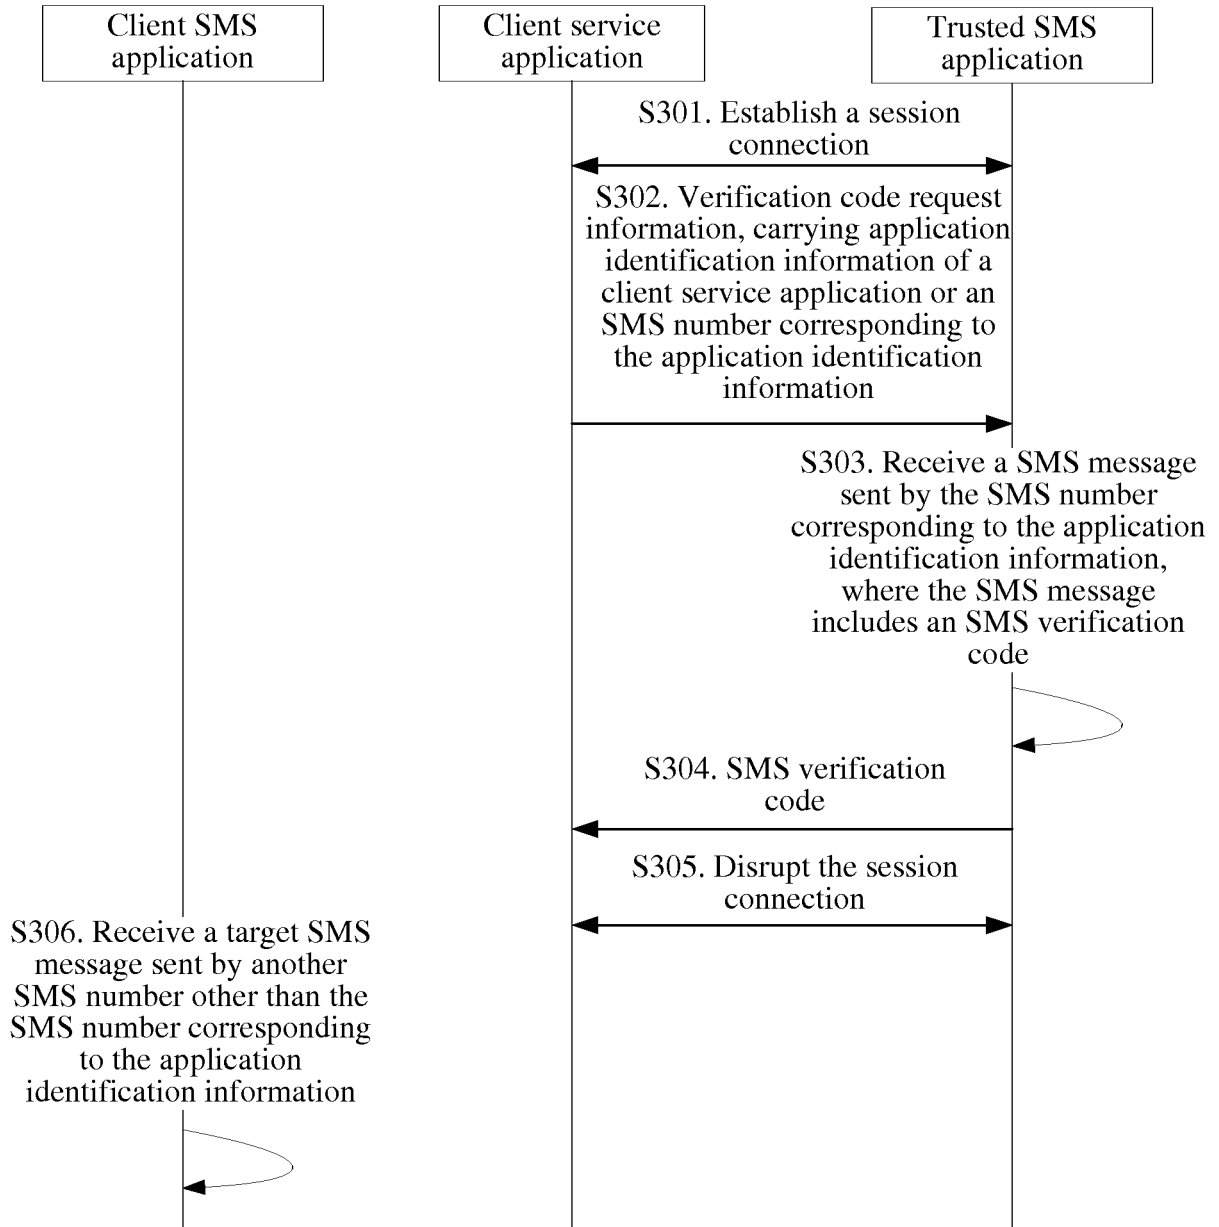 Client SMS
application
Client service
application
Trusted SMS
application
S301. Establish a session
connection
S302. Verification code request
information, carrying application
identification information of a
client service application or an
SMS number corresponding to
the application identification
information
S303. Receive a SMS message
sent by the SMS number
corresponding to the application
identification information,
where the SMS message
includes an SMS verification
code
S304. SMS verification
code
S305. Disrupt the session
connection
S306. Receive a target SMS
message sent by another
SMS number other than the
SMS number corresponding
to the application
identification information